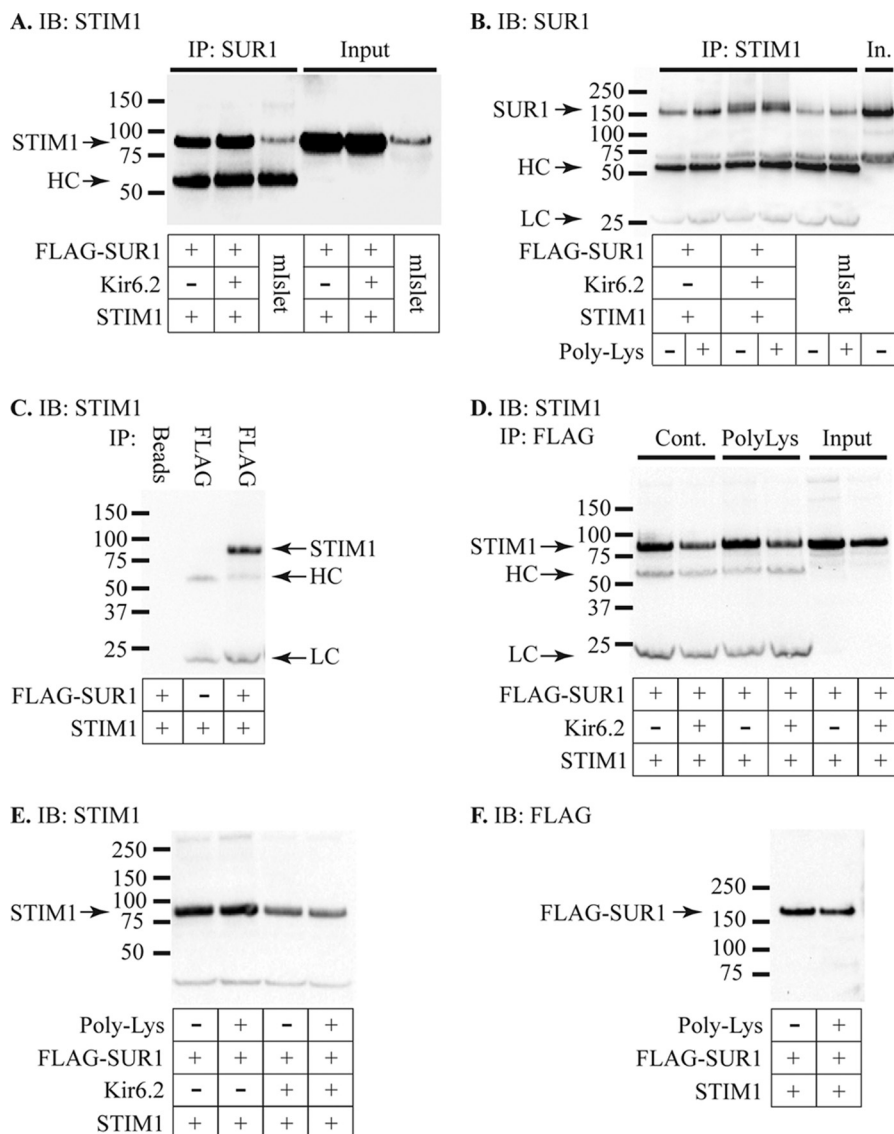 A. IB: STIM1
IP: SUR1 Input
150
100
STIM1
75
HC
50
FLAG-SUR1 + + mIslet + + mIslet
Kir6.2 − + − +
STIM1 + + + +
B. IB: SUR1
IP: STIM1 In.
250
SUR1
150
100
75
HC
50
LC
25
FLAG-SUR1 + + mIslet
Kir6.2 − +
STIM1 + +
Poly-Lys − + − + − + −
C. IB: STIM1
IP: Beads FLAG FLAG
150
100
STIM1
75
HC
50
37
25
LC
FLAG-SUR1 + − +
STIM1 + + +
D. IB: STIM1
IP: FLAG Cont. PolyLys Input
150
100
STIM1
75
HC
50
37
25
LC
FLAG-SUR1 + + + + + +
Kir6.2 − + − + − +
STIM1 + + + + + +
E. IB: STIM1
250
150
100
STIM1
75
50
Poly-Lys − + − +
FLAG-SUR1 + + + +
Kir6.2 − − + +
STIM1 + + + +
F. IB: FLAG
250
FLAG-SUR1
150
100
75
Poly-Lys − +
FLAG-SUR1 + +
STIM1 + +